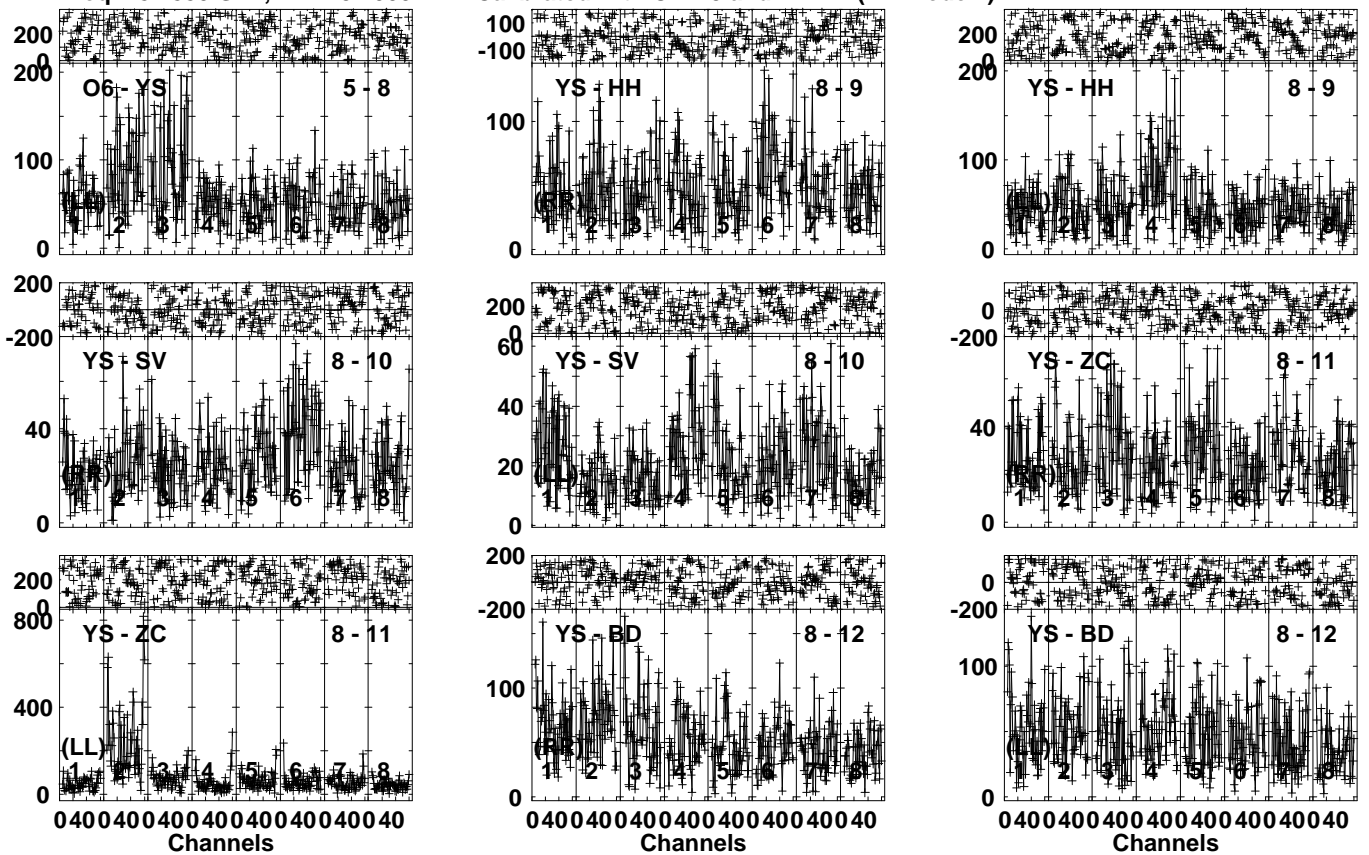 200 100 200
0 -100 0
200 O6 - YS 5 - 8 YS - HH 8 - 9 200 YS - HH 8 - 9
100 100 100
(LL) (RR) (LL)
1 2 3 4 5 6 7 8 1 2 3 4 5 6 7 8 1 2 3 4 5 6 7 8
0 0 0
200 200 0
-200 0 -200
YS - SV 8 - 10 60 YS - SV 8 - 10 YS - ZC 8 - 11
40 40 40
20
(RR) (LL) (RR)
1 2 3 4 5 6 7 8 1 2 3 4 5 6 7 8 1 2 3 4 5 6 7 8
0 0 0
200 200 0
0 -200 -200
800 YS - ZC 8 - 11 YS - BD 8 - 12 YS - BD 8 - 12
400 100 100
(LL) (RR) (LL)
1 2 3 4 5 6 7 8 1 2 3 4 5 6 7 8 1 2 3 4 5 6 7 8
0 0 0
0 40 0 40 0 40 0 40 0 40 0 40 0 40 0 40 0 40 0 40 0 40 0 40 0 40 0 40 0 40 0 40 0 40 0 40 0 40 0 40 0 40 0 40 0 40 0 40
Channels Channels Channels